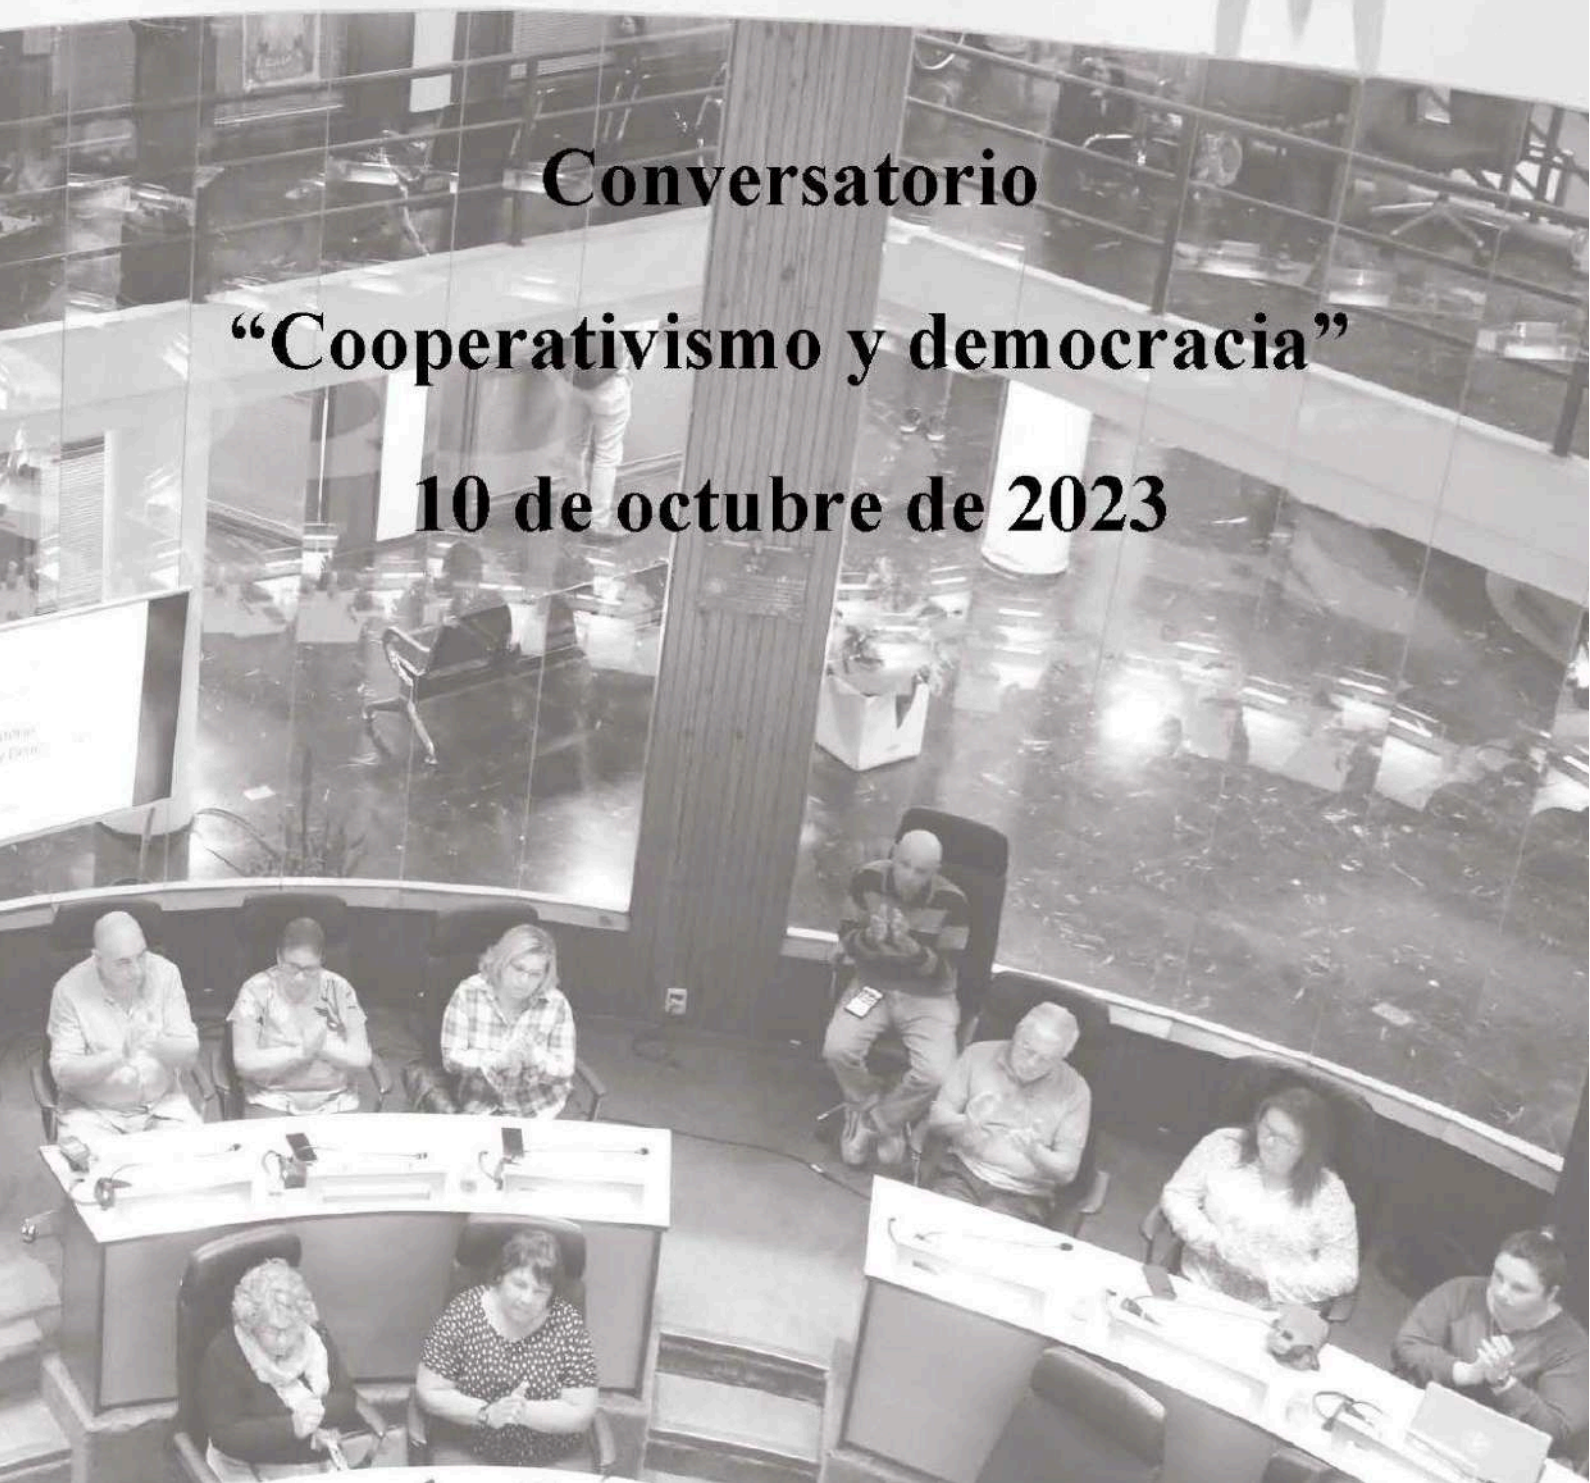 Conversatorio
“Cooperativismo y democracia”
10 de octubre de 2023